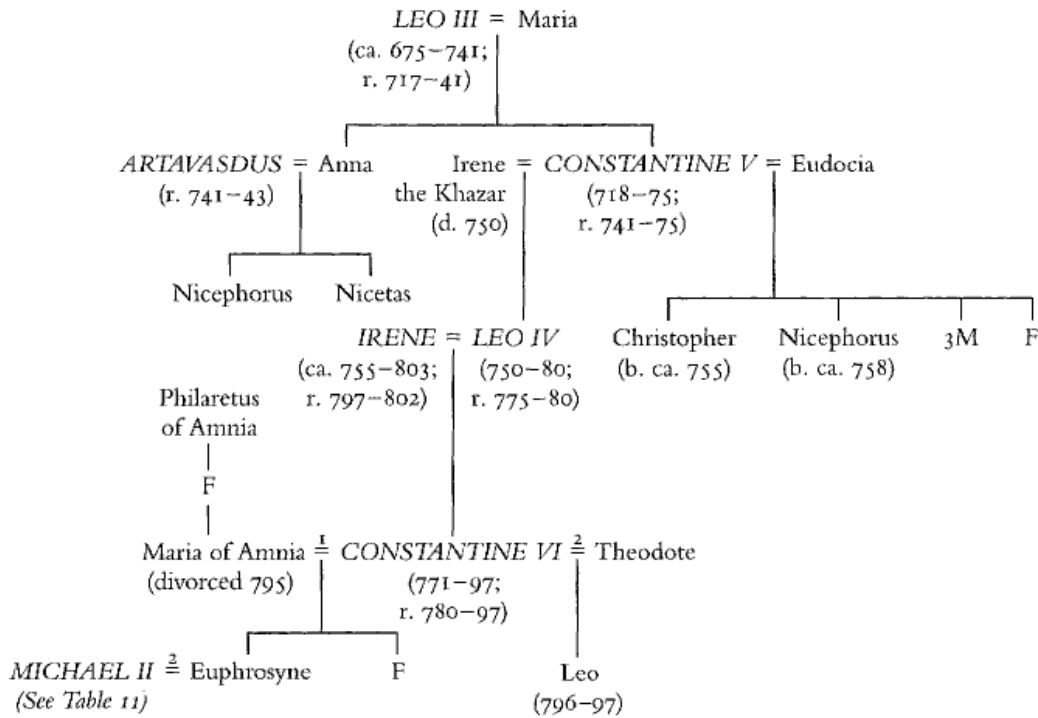 LEO III = Maria
(ca. 675–741;
r. 717–41)
ARTAVASDUS = Anna
(r. 741–43)
Irene = CONSTANTINE V = Eudocia
the Khazar
(d. 750)
(718–75;
r. 741–75)
Nicephorus Nicetas
IRENE = LEO IV
(ca. 755–803;
r. 797–802)
(750–80;
r. 775–80)
Christopher
(b. ca. 755)
Nicephorus
(b. ca. 758)
3M
F
Philaretus
of Amnia
F
Maria of Amnia 1 = CONSTANTINE VI 2 = Theodote
(divorced 795)
(771–97;
r. 780–97)
MICHAEL II 2 = Euphrosyne
(See Table 11)
F
Leo
(796–97)